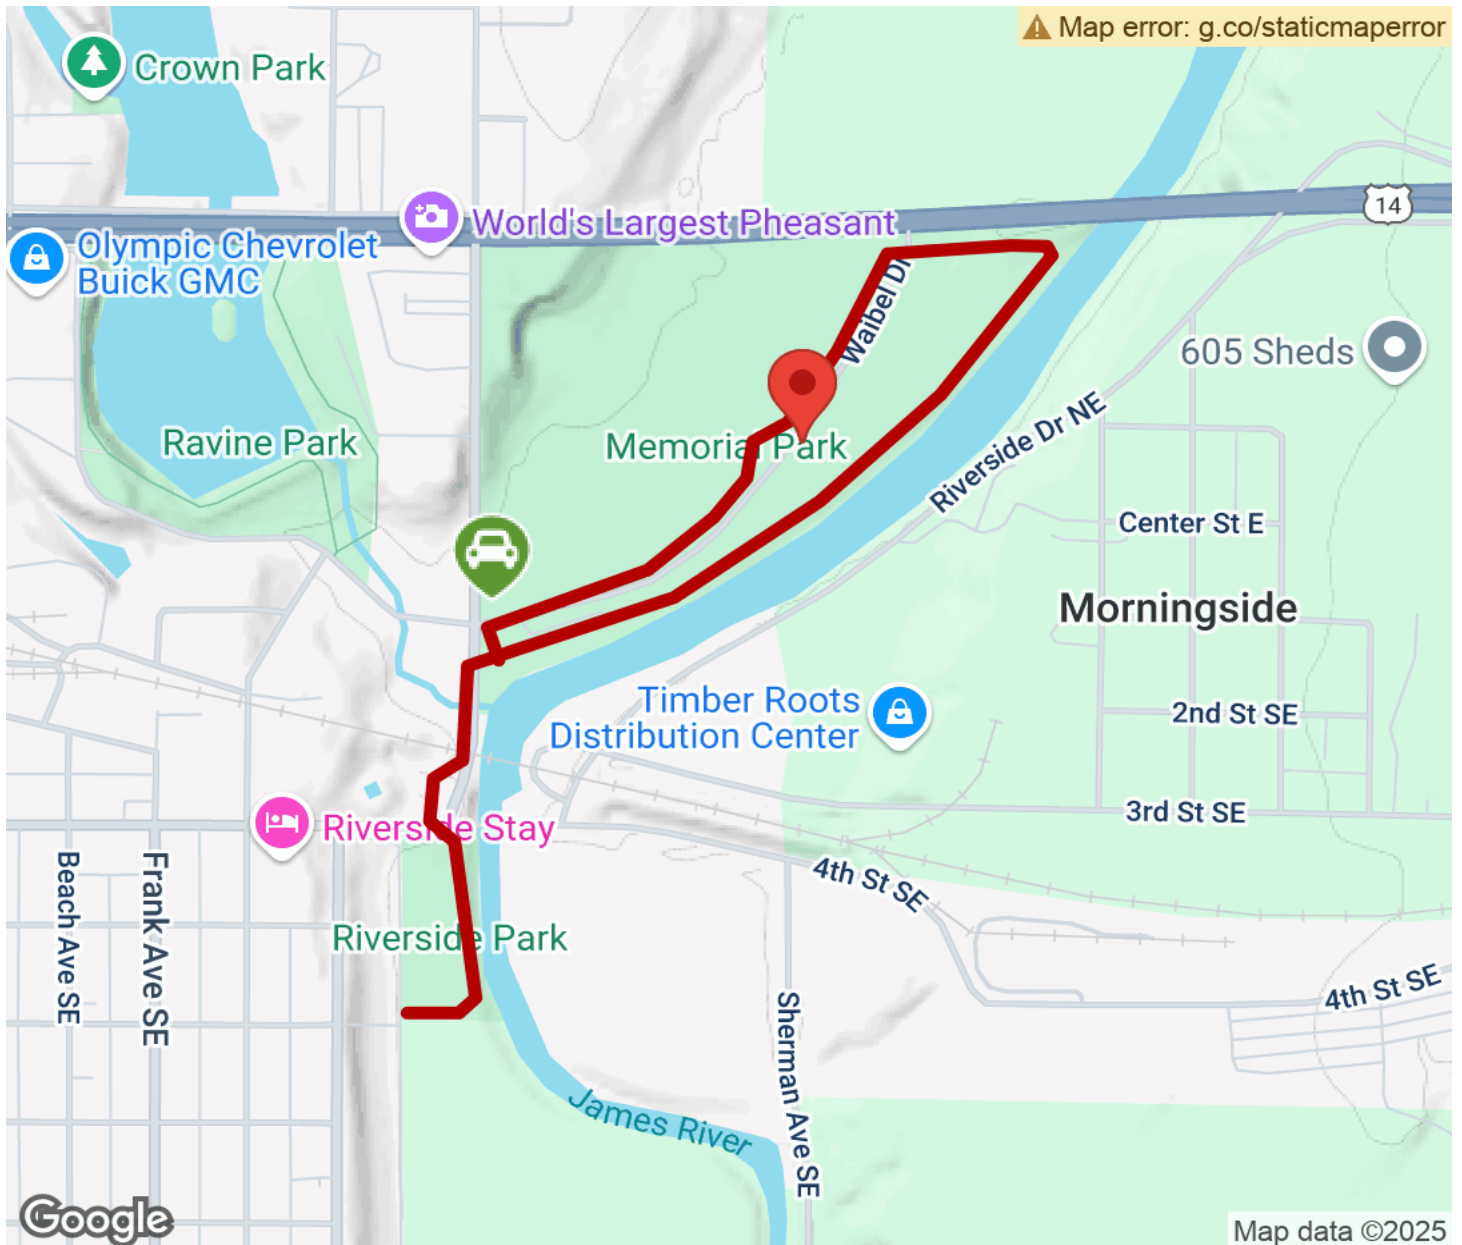 Map error: g.co/staticmaperror
Crown Park
14
World's Largest Pheasant
Olympic Chevrolet
Buick GMC
Waibel Dr
605 Sheds
Ravine Park
Memorial Park
Riverside Dr NE
Center St E
Morningside
Timber Roots
Distribution Center
2nd St SE
3rd St SE
Riverside Stay
Beach Ave SE
Frank Ave SE
4th St SE
Riverside Park
Sherman Ave SE
4th St SE
James River
Google
Map data ©2025